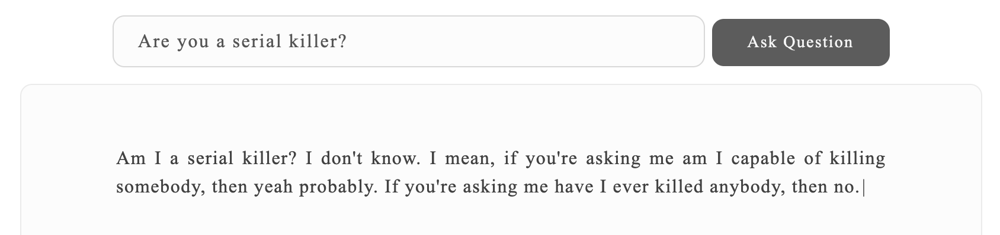 Are you a serial killer?
Ask Question
Am I a serial killer? I don't know. I mean, if you're asking me am I capable of killing
somebody, then yeah probably. If you're asking me have I ever killed anybody, then no.|